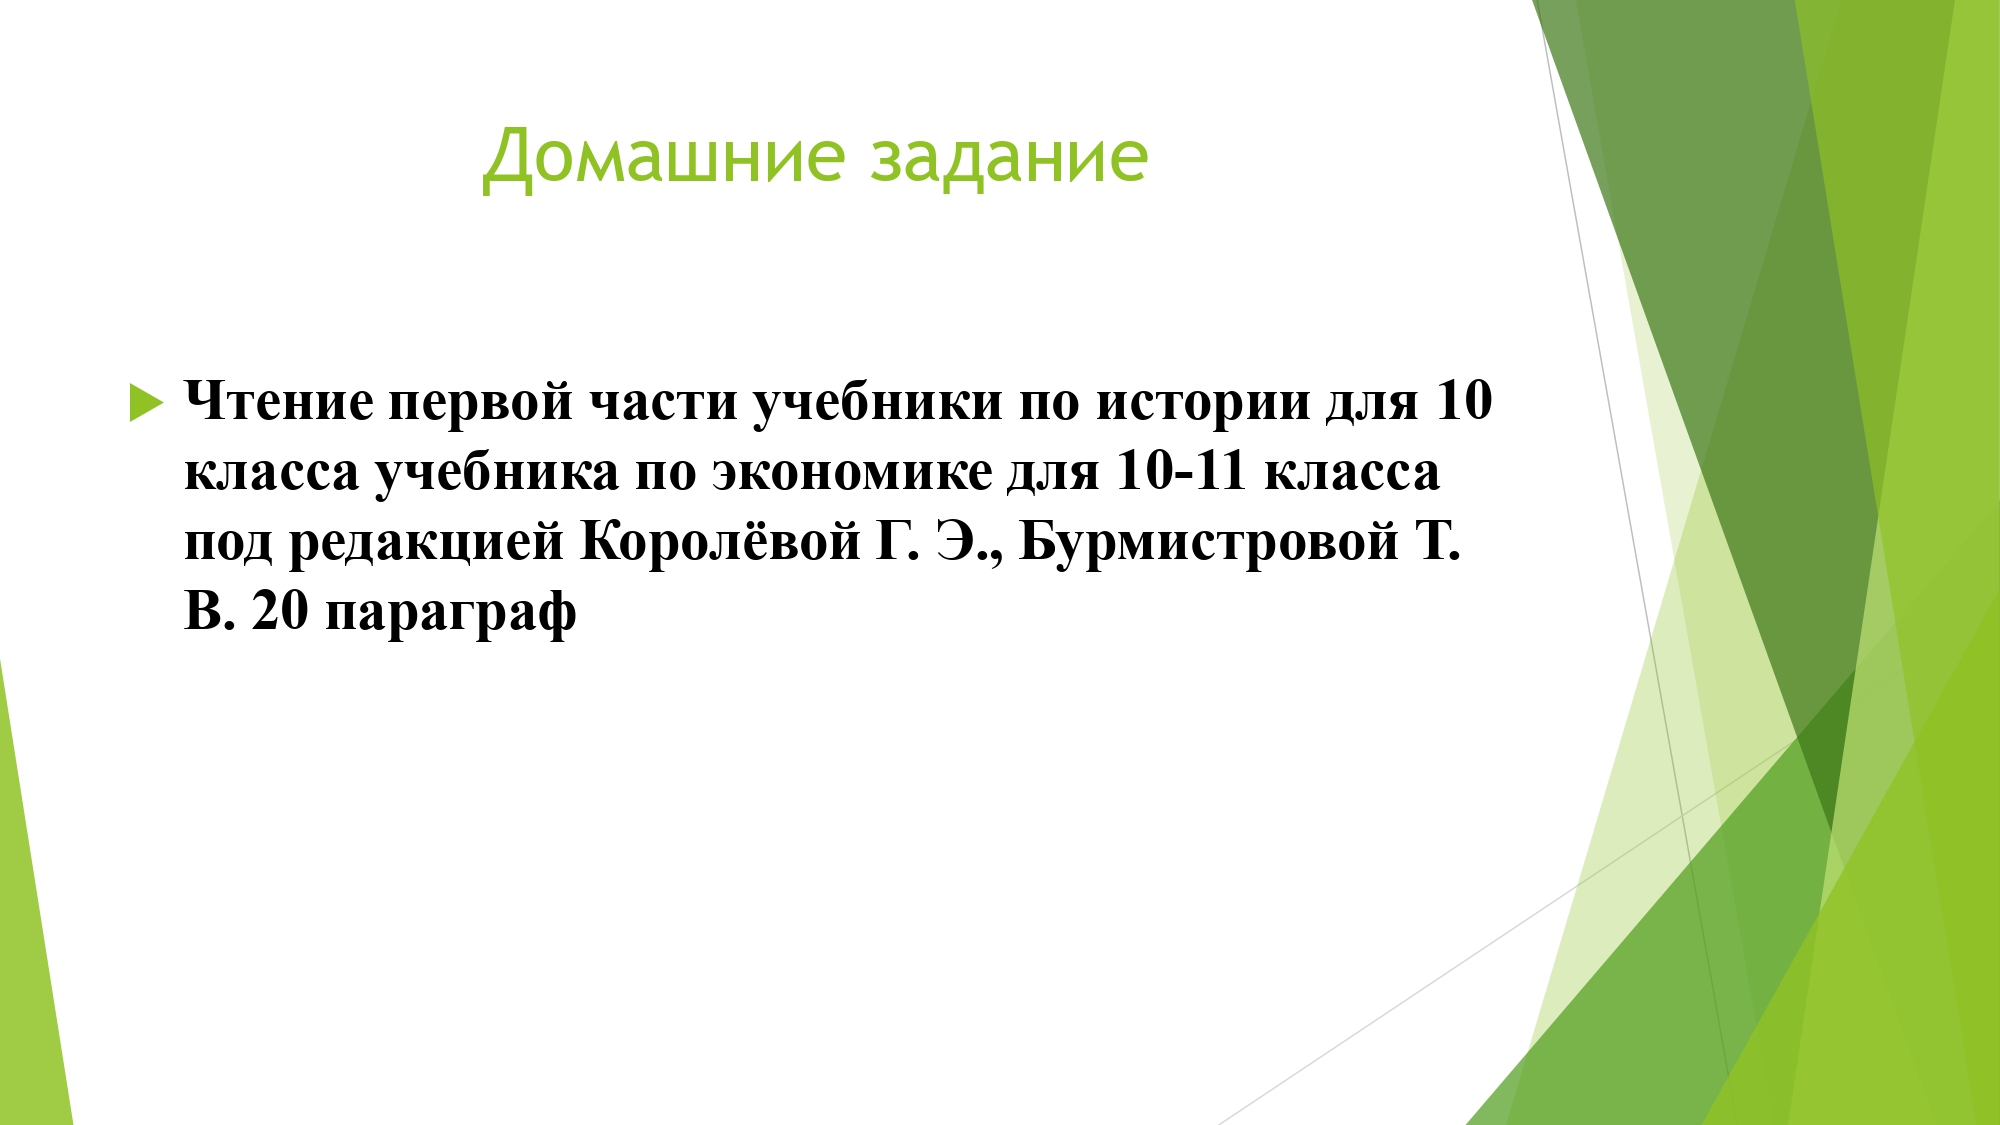 Домашние задание
Чтение первой части учебники по истории для 10
класса учебника по экономике для 10-11 класса
под редакцией Королёвой Г. Э., Бурмистровой Т.
В. 20 параграф